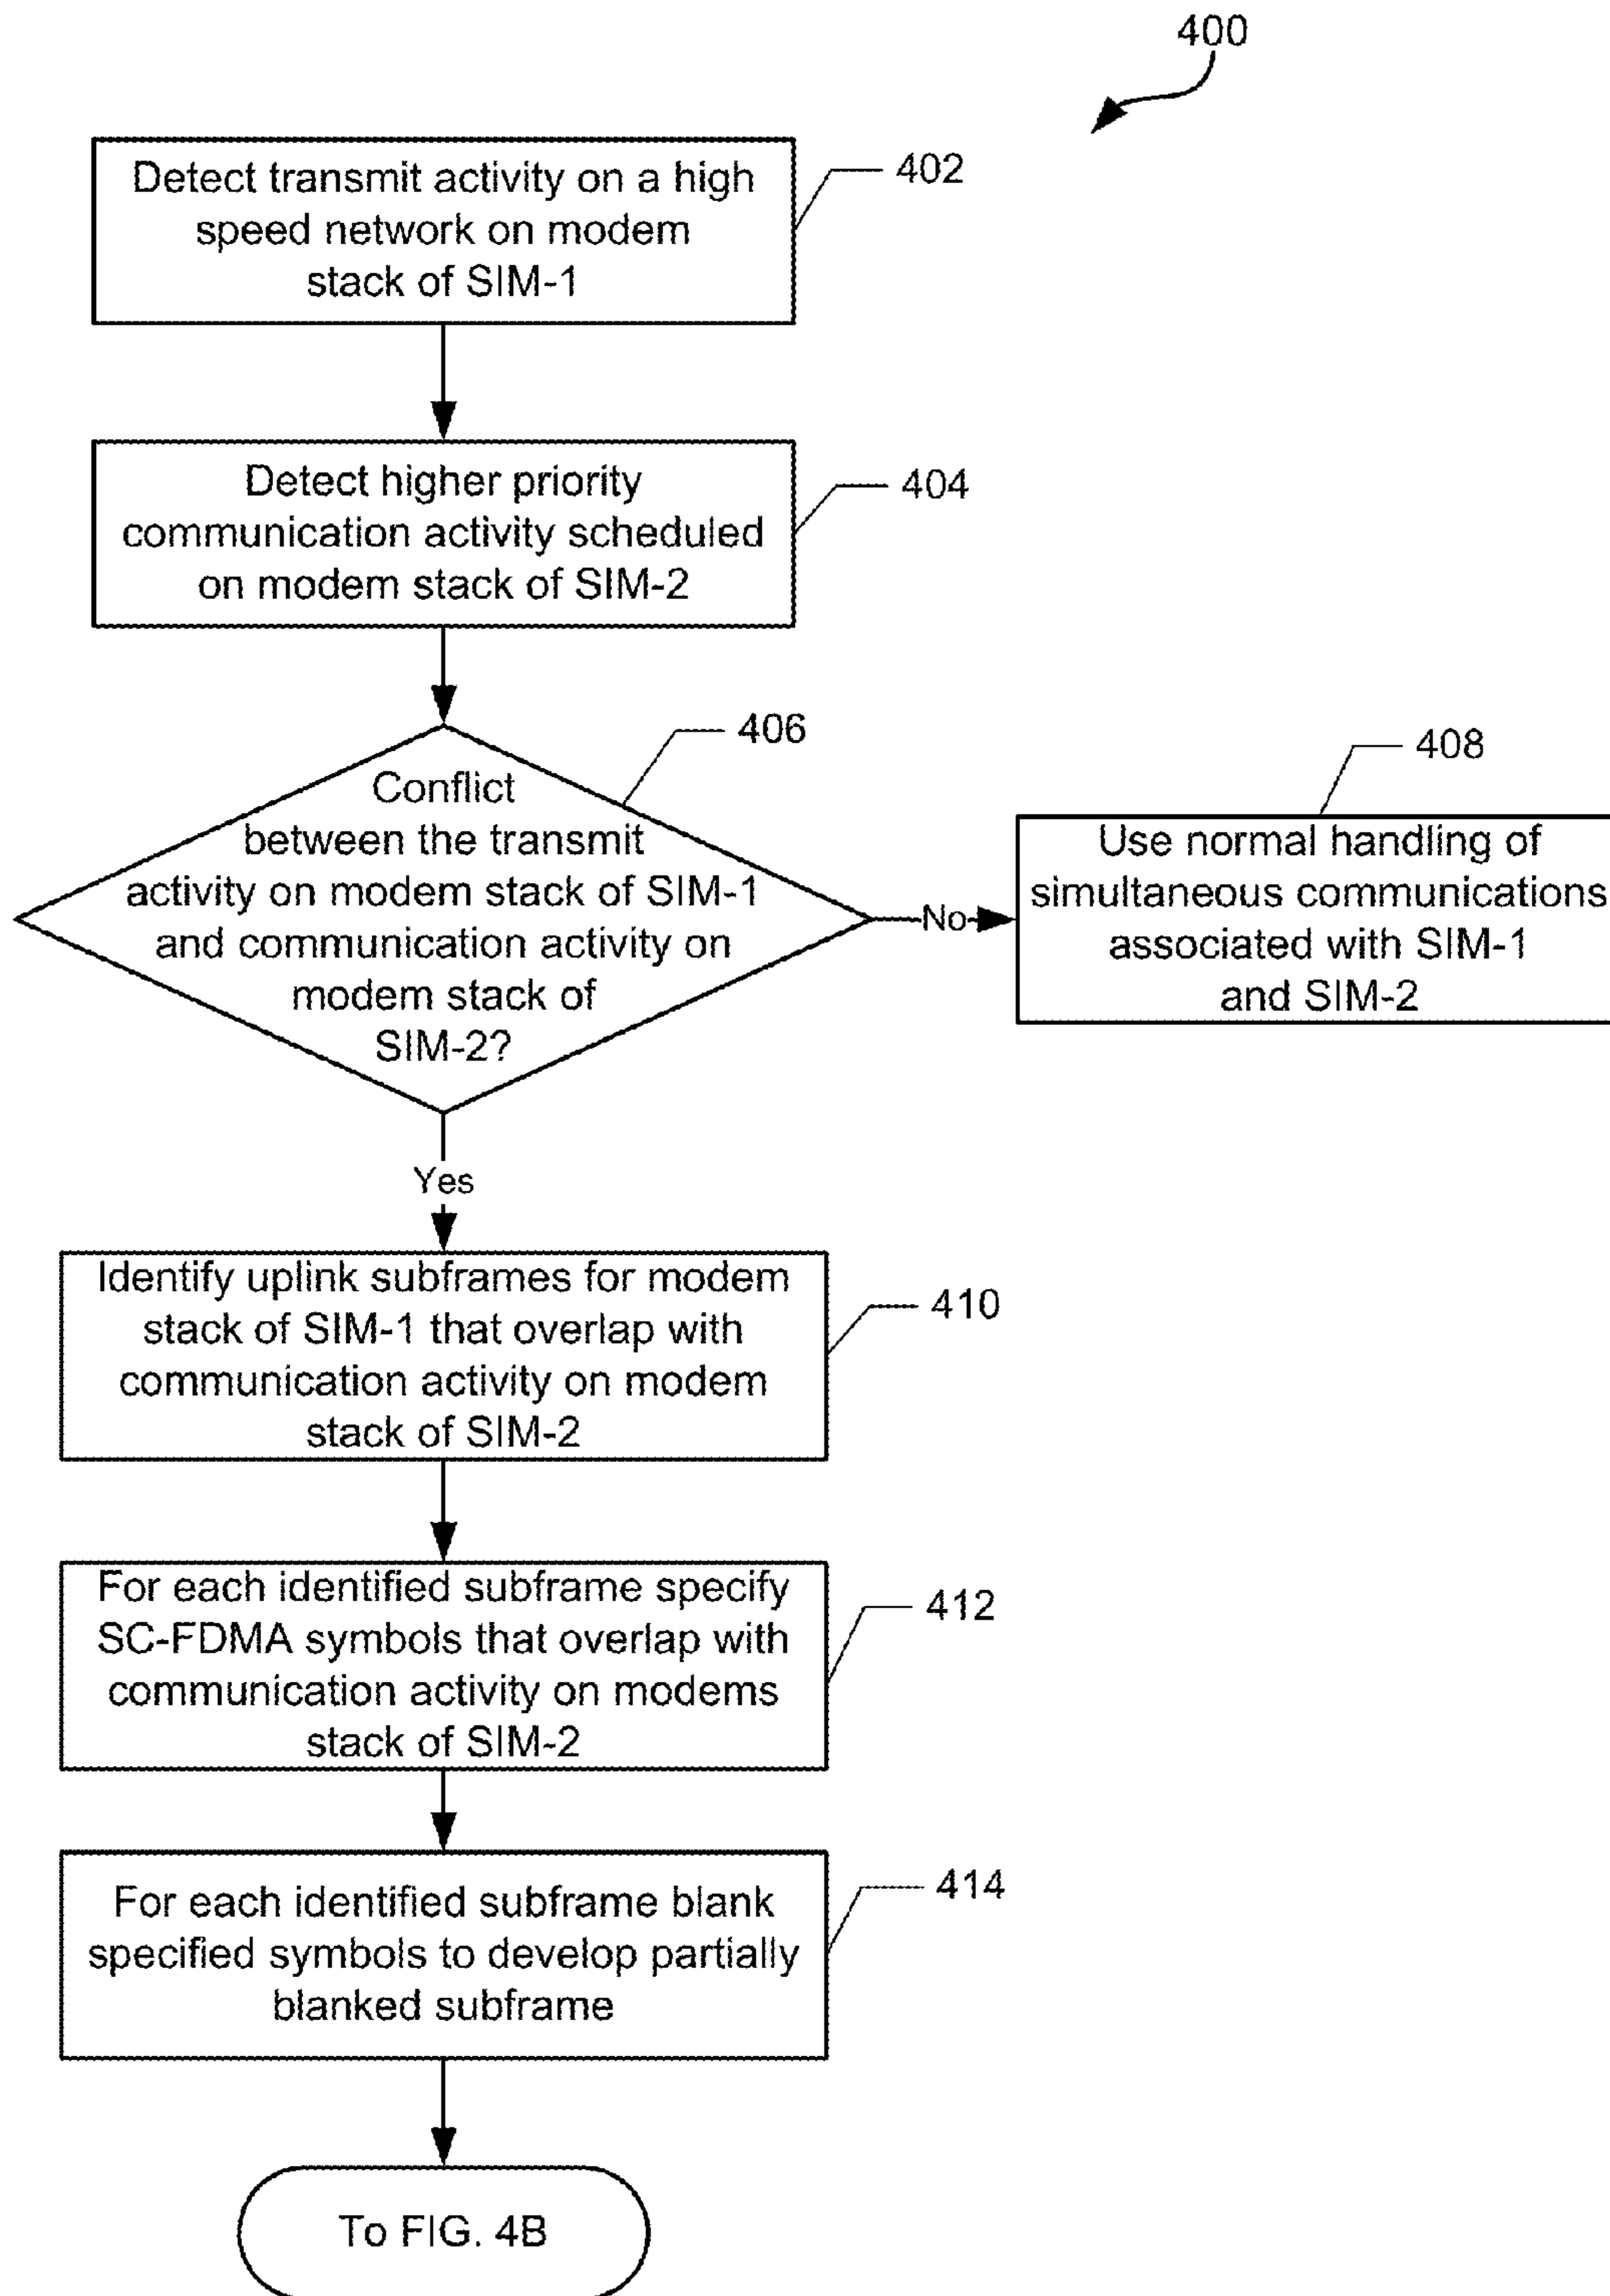 400
Detect transmit activity on a high
speed network on modem
stack of SIM-1
402
Detect higher priority
communication activity scheduled
on modem stack of SIM-2
404
Conflict
between the transmit
activity on modem stack of SIM-1
and communication activity on
modem stack of
SIM-2?
406
No
408
Use normal handling of
simultaneous communications
associated with SIM-1
and SIM-2
Yes
Identify uplink subframes for modem
stack of SIM-1 that overlap with
communication activity on modem
stack of SIM-2
410
For each identified subframe specify
SC-FDMA symbols that overlap with
communication activity on modems
stack of SIM-2
412
For each identified subframe blank
specified symbols to develop partially
blanked subframe
414
To FIG. 4B